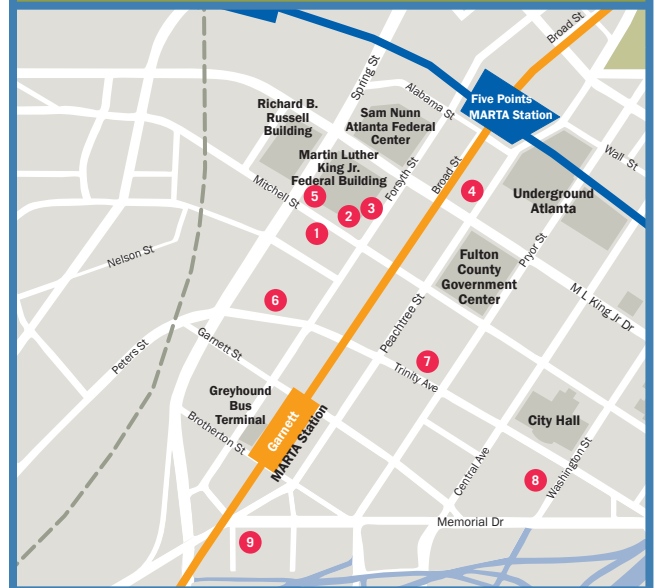 Broad St
Spring St
Alabama St
Five Points
MARTA Station
Richard B.
Russell
Building
Sam Nunn
Atlanta Federal
Center
Wall St
Martin Luther
King Jr.
Federal Building
Forsyth St
Broad St
Mitchell St
5
4
Underground
Atlanta
2
3
1
Nelson St
Pryor St
Fulton
County
Government
Center
M L King Jr Dr
6
Peachtree St
Peters St
Garnett St
7
Trinity Ave
Greyhound
Bus
Terminal
Brotherton St
Garnett
MARTA Station
City Hall
Central Ave
Washington St
8
Memorial Dr
9